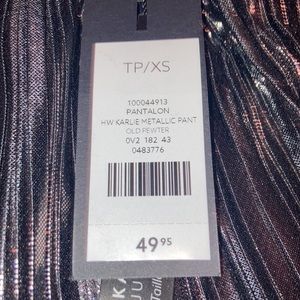 TP/XS
100044913
PANTALON
HW KARLIE METALLIC PANT
OLD PEWTER
0V2 182 43
0483776
49 95